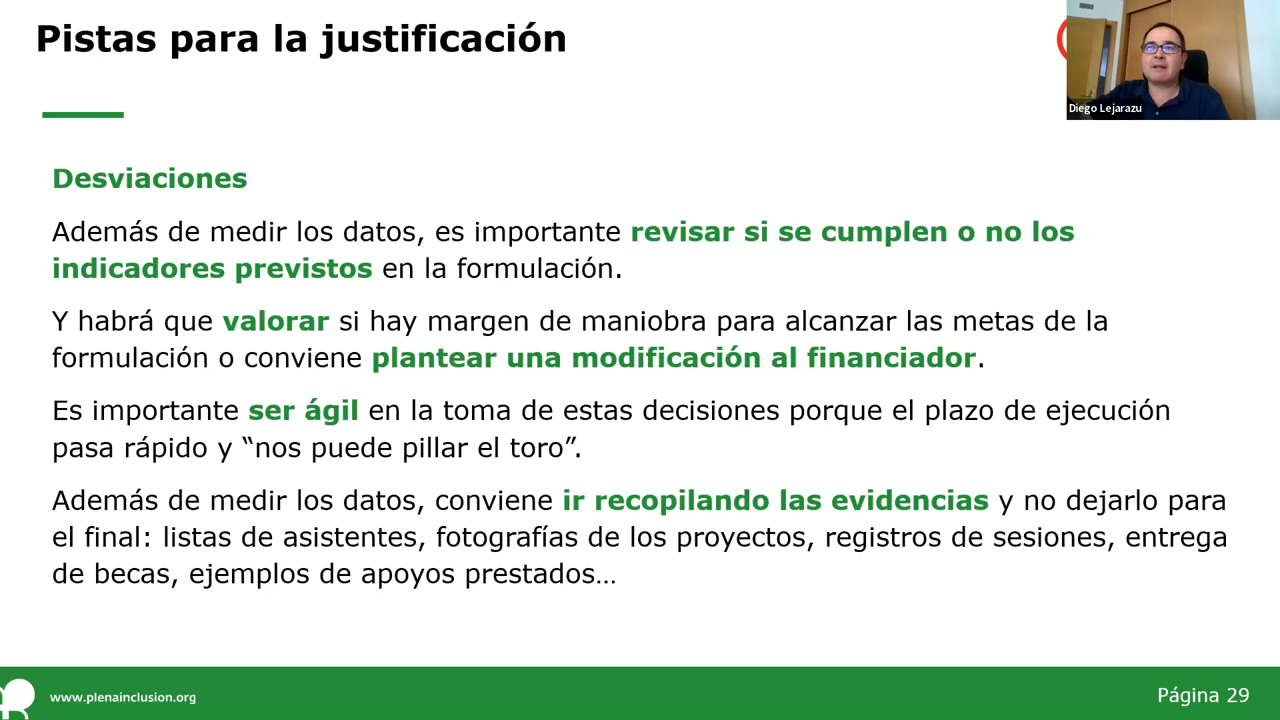 Pistas para la justificación
Diego Lejarazu
Desviaciones
Además de medir los datos, es importante revisar si se cumplen o no los
indicadores previstos en la formulación.
Y habrá que valorar si hay margen de maniobra para alcanzar las metas de la
formulación o conviene plantear una modificación al financiador.
Es importante ser ágil en la toma de estas decisiones porque el plazo de ejecución
pasa rápido y “nos puede pillar el toro”.
Además de medir los datos, conviene ir recopilando las evidencias y no dejarlo para
el final: listas de asistentes, fotografías de los proyectos, registros de sesiones, entrega
de becas, ejemplos de apoyos prestados…
www.plenainclusion.org
Página 29